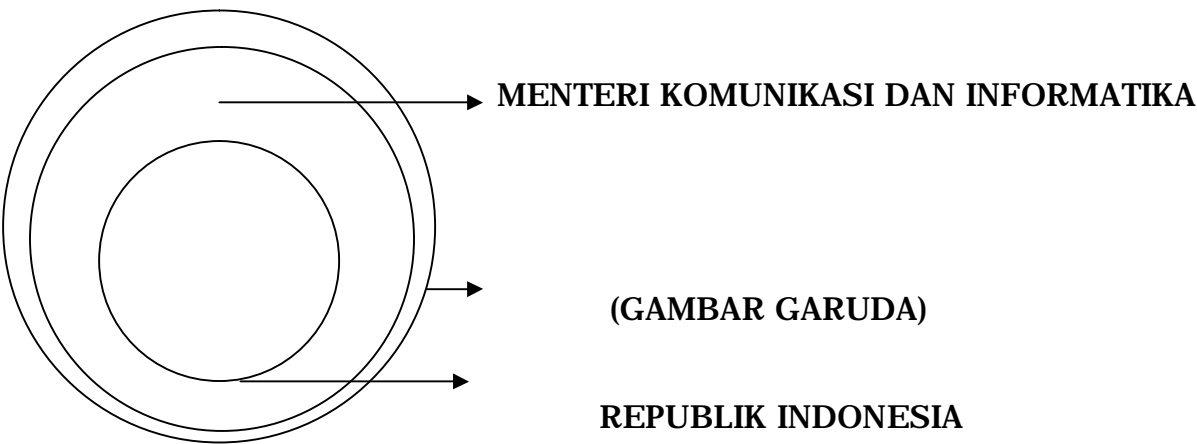 MENTERI KOMUNIKASI DAN INFORMATIKA
(GAMBAR GARUDA)
REPUBLIK INDONESIA